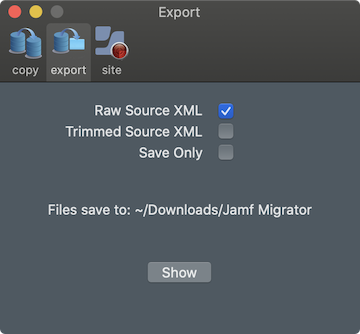 Export
copy export site
Raw Source XML
Trimmed Source XML
Save Only
Files save to: ~/Downloads/Jamf Migrator
Show